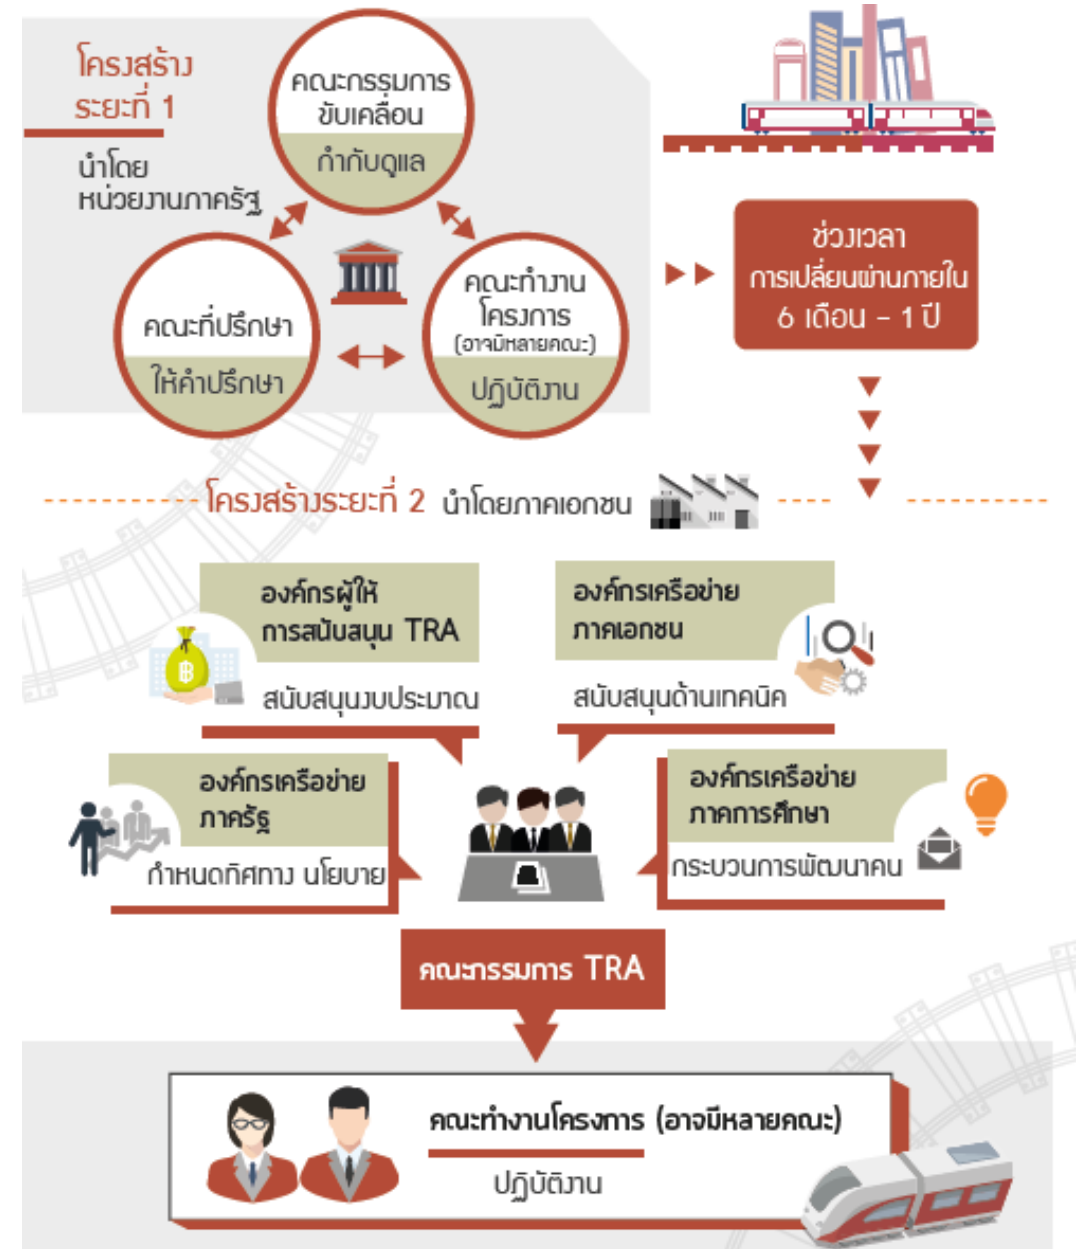 โครงสร้าง
ระยะที่ 1
นำโดย
หน่วยงานภาครัฐ
คณะกรรมการ
ขับเคลื่อน
กำกับดูแล
คณะที่ปรึกษา
ให้คำปรึกษา
คณะทำงาน
โครงการ
(อาจมีหลายคณะ)
ปฏิบัติงาน
ช่วงเวลา
การเปลี่ยนผ่านภายใน
6 เดือน - 1 ปี
โครงสร้างระยะที่ 2 นำโดยภาคเอกชน
องค์กรผู้ให้
การสนับสนุน TRA
สนับสนุนงบประมาณ
องค์กรเครือข่าย
ภาคเอกชน
สนับสนุนด้านเทคนิค
องค์กรเครือข่าย
ภาครัฐ
กำหนดทิศทาง นโยบาย
องค์กรเครือข่าย
ภาคการศึกษา
กระบวนการพัฒนาคน
คณะกรรมการ TRA
คณะทำงานโครงการ (อาจมีหลายคณะ)
ปฏิบัติงาน